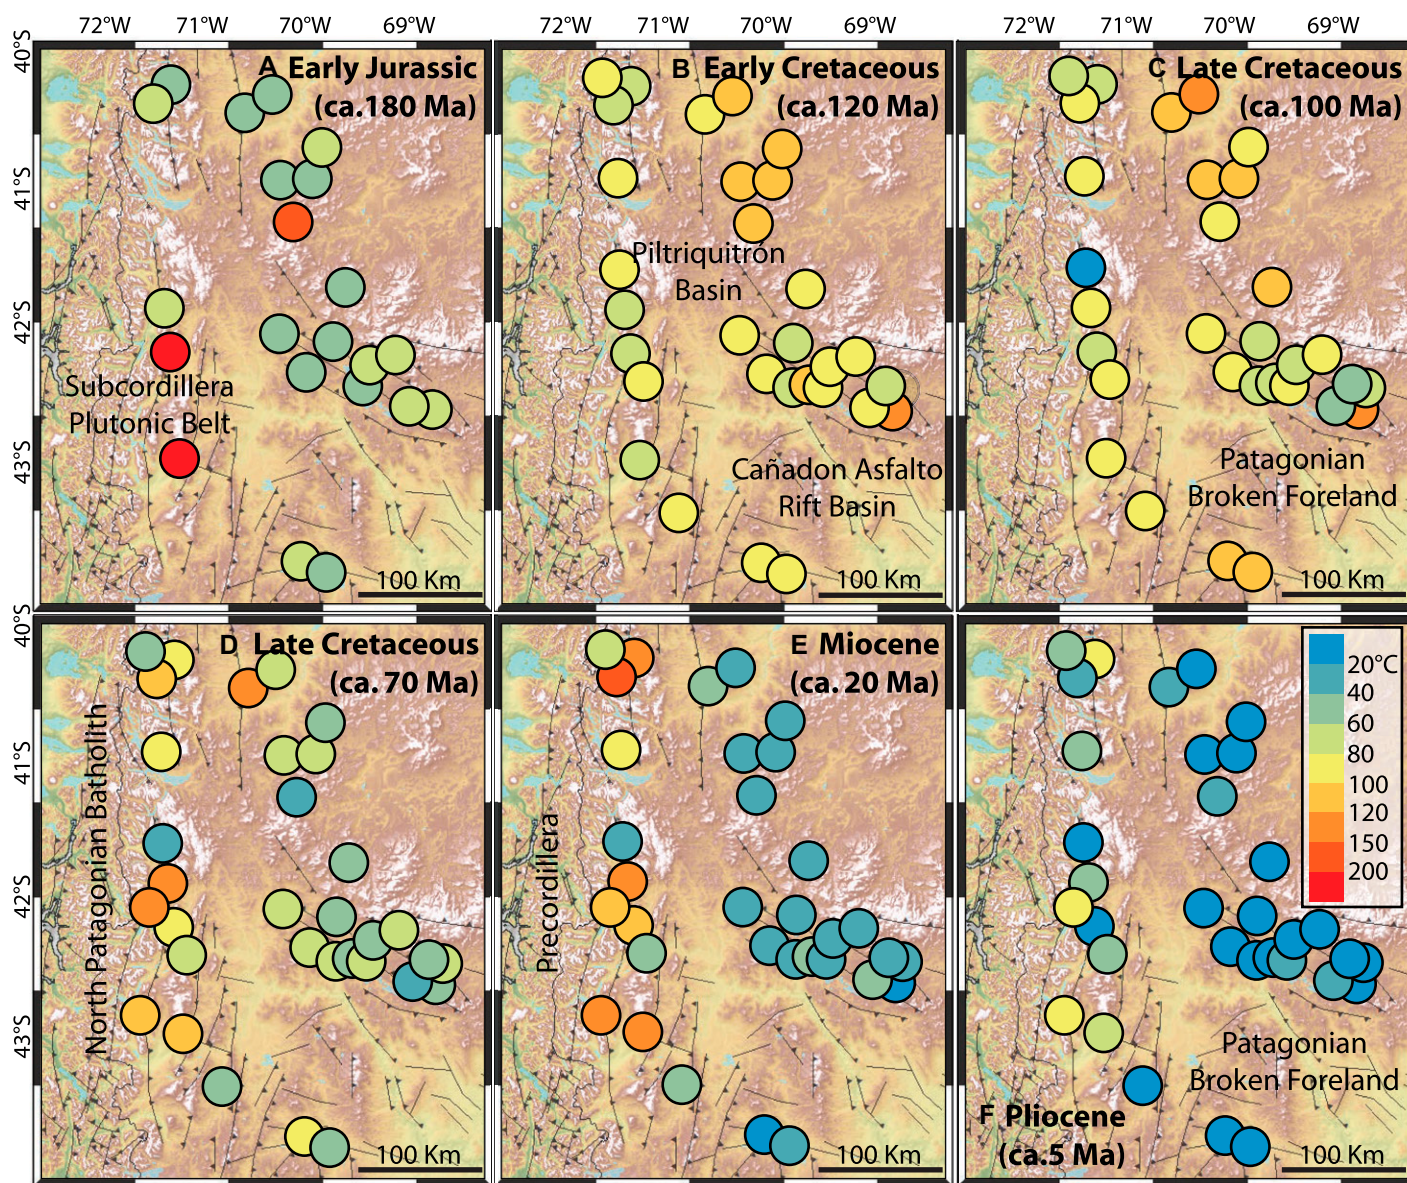 72°W 71°W 70°W 69°W 72°W 71°W 70°W 69°W 72°W 71°W 70°W 69°W
40°S
41°S
42°S
43°S
A Early Jurassic
(ca.180 Ma)
Subcordillera
Plutonic Belt
100 Km
B Early Cretaceous
(ca.120 Ma)
Piltriquitrón
Basin
Cañadon Asfalto
Rift Basin
100 Km
C Late Cretaceous
(ca.100 Ma)
Patagonian
Broken Foreland
100 Km
40°S
41°S
42°S
43°S
D Late Cretaceous
(ca. 70 Ma)
North Patagonian Batholith
100 Km
E Miocene
(ca. 20 Ma)
Precordillera
100 Km
20°C
40
60
80
100
120
150
200
Patagonian
Broken Foreland
F Pliocene
(ca.5 Ma)
100 Km